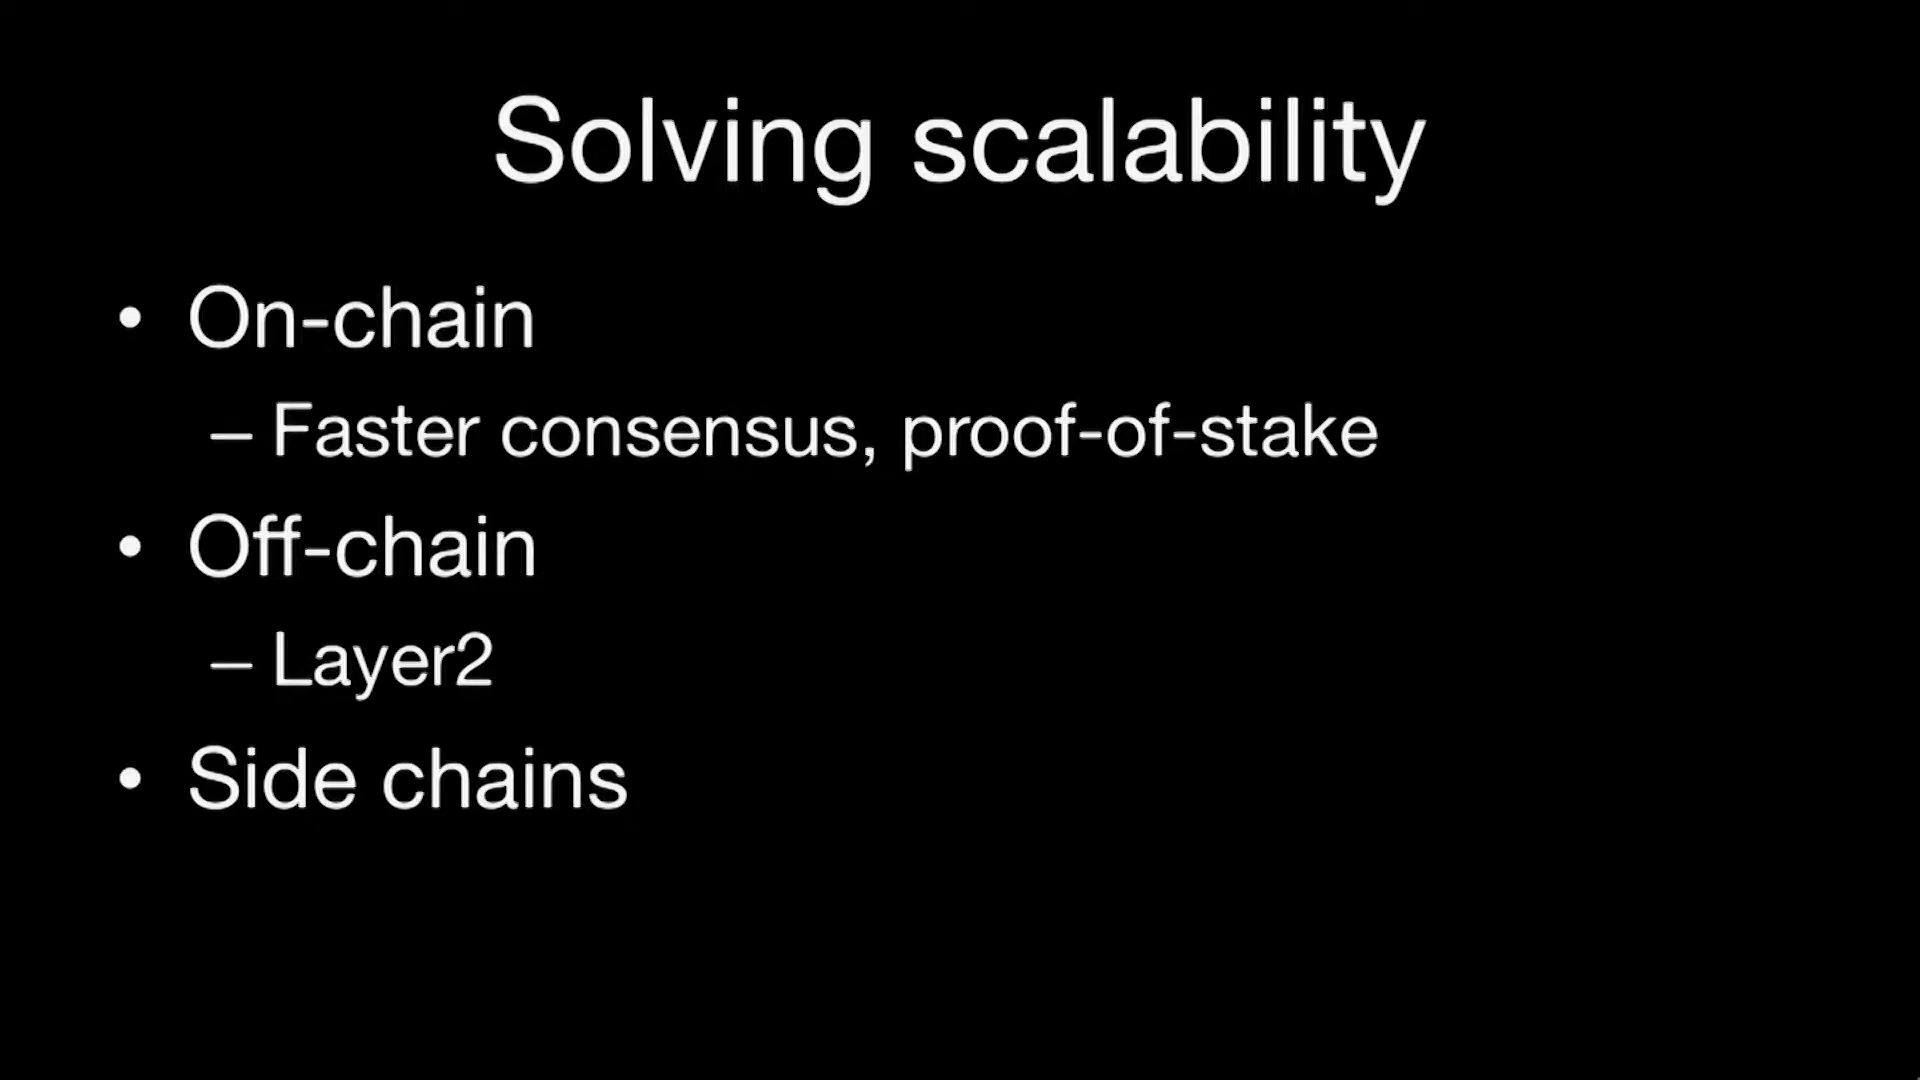 Solving scalability
• On-chain
– Faster consensus, proof-of-stake
• Off-chain
– Layer2
• Side chains